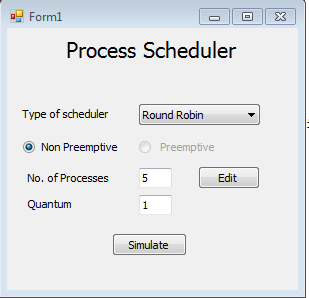 Form1
Process Scheduler
Type of scheduler Round Robin
Non Preemptive Preemptive
No. of Processes 5 Edit
Quantum 1
Simulate